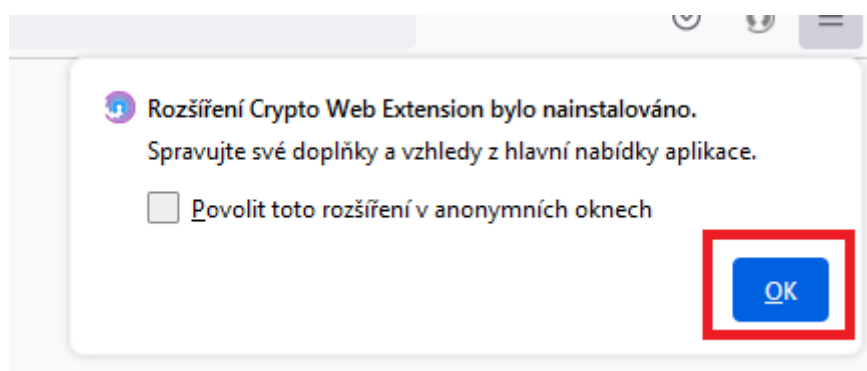 Rozšíření Crypto Web Extension bylo nainstalováno.
Spravujte své doplňky a vzhledy z hlavní nabídky aplikace.
Povolit toto rozšíření v anonymních oknech
OK